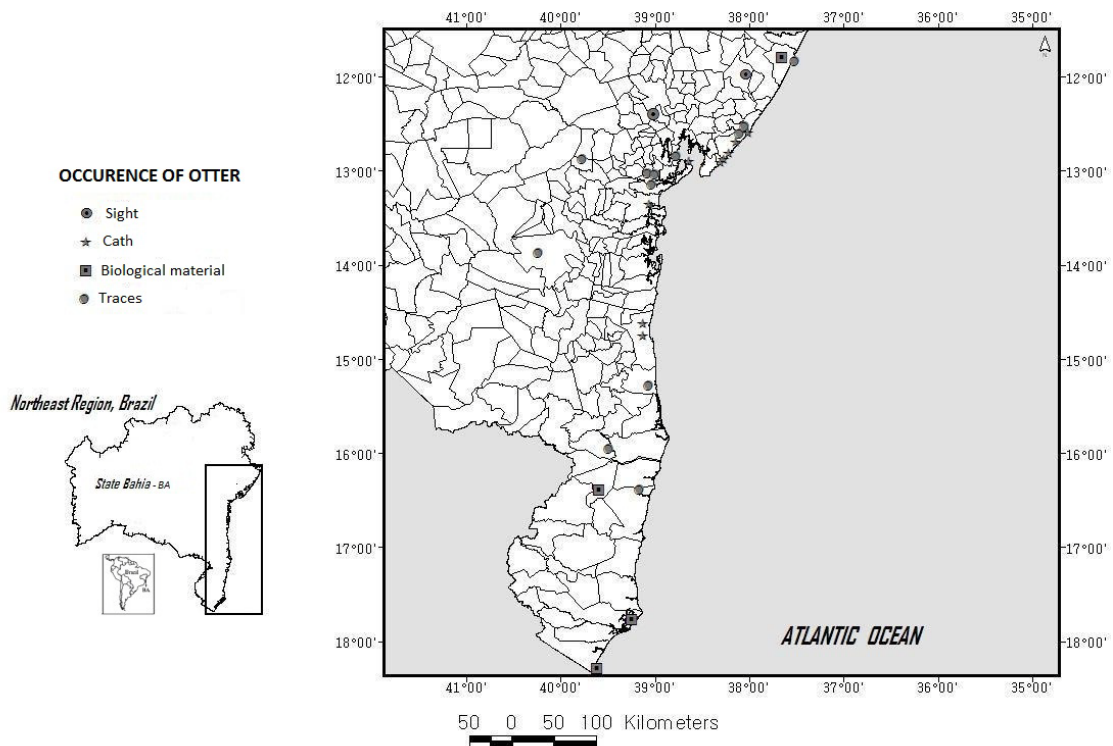 41°00' 40°00' 39°00' 38°00' 37°00' 36°00' 35°00'
12°00' 12°00'
OCCURENCE OF OTTER
13°00' 13°00'
Sight
Cath
Biological material
14°00' 14°00'
Traces
15°00' 15°00'
Northeast Region, Brazil
16°00' 16°00'
State Bahia - BA
17°00' 17°00'
Brazil
BA
18°00' 18°00'
ATLANTIC OCEAN
41°00' 40°00' 39°00' 38°00' 37°00' 36°00' 35°00'
50 0 50 100 Kilometers